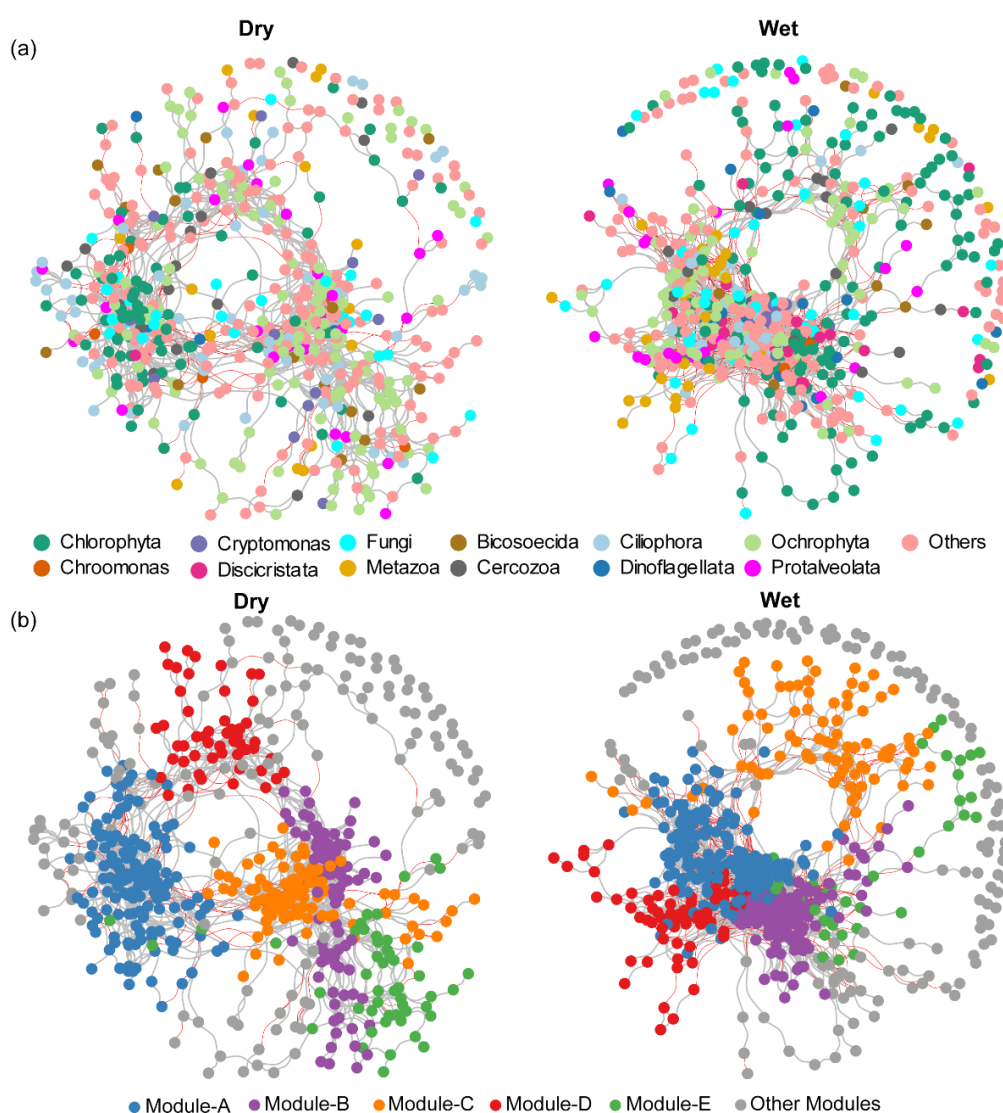 Dry Wet
(a)
Chlorophyta Cryptomonas Fungi Bicosoecida Ciliophora Ochrophyta Others
Chroomonas Discicristata Metazoa Cercozoa Dinoflagellata Protalveolata
Dry Wet
(b)
Module-A Module-B Module-C Module-D Module-E Other Modules